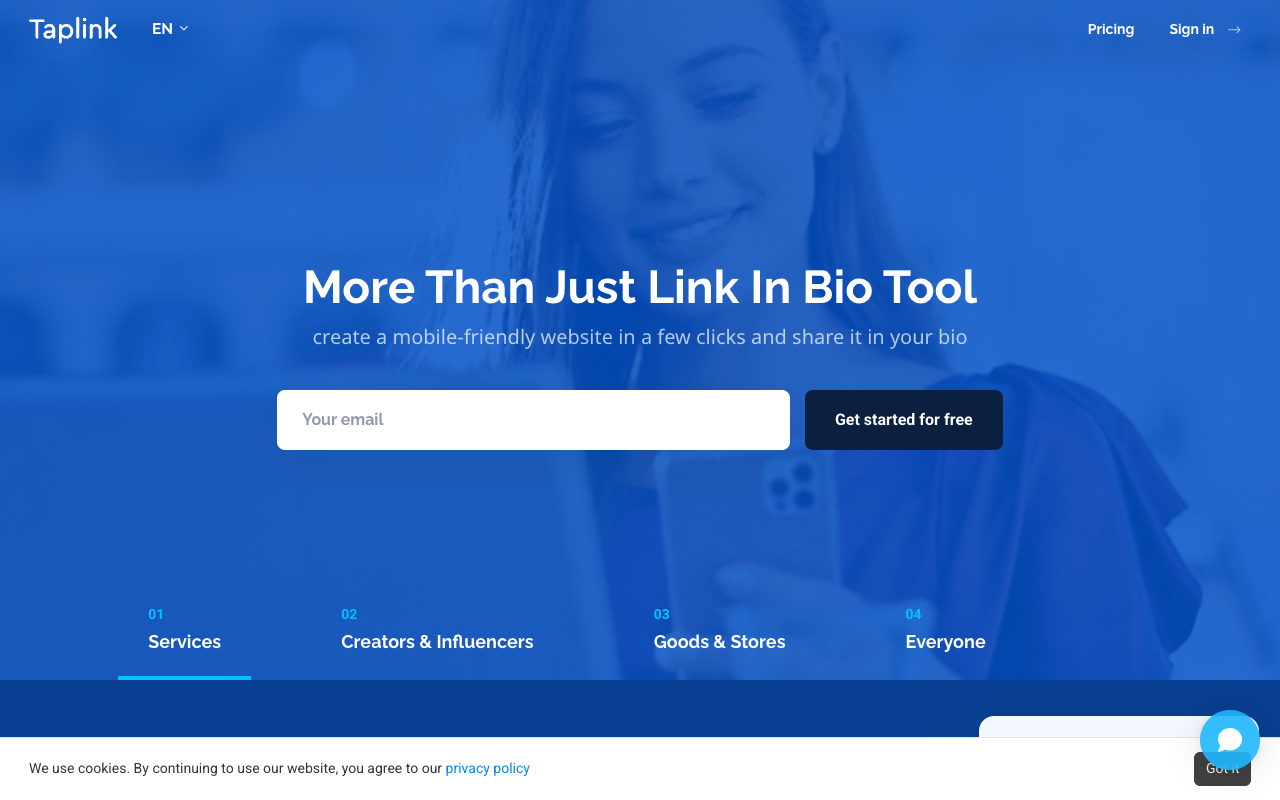 Taplink
EN
Pricing
Sign in
More Than Just Link In Bio Tool
create a mobile-friendly website in a few clicks and share it in your bio
Your email
Get started for free
01
Services
02
Creators & Influencers
03
Goods & Stores
04
Everyone
We use cookies. By continuing to use our website, you agree to our privacy policy
Got it